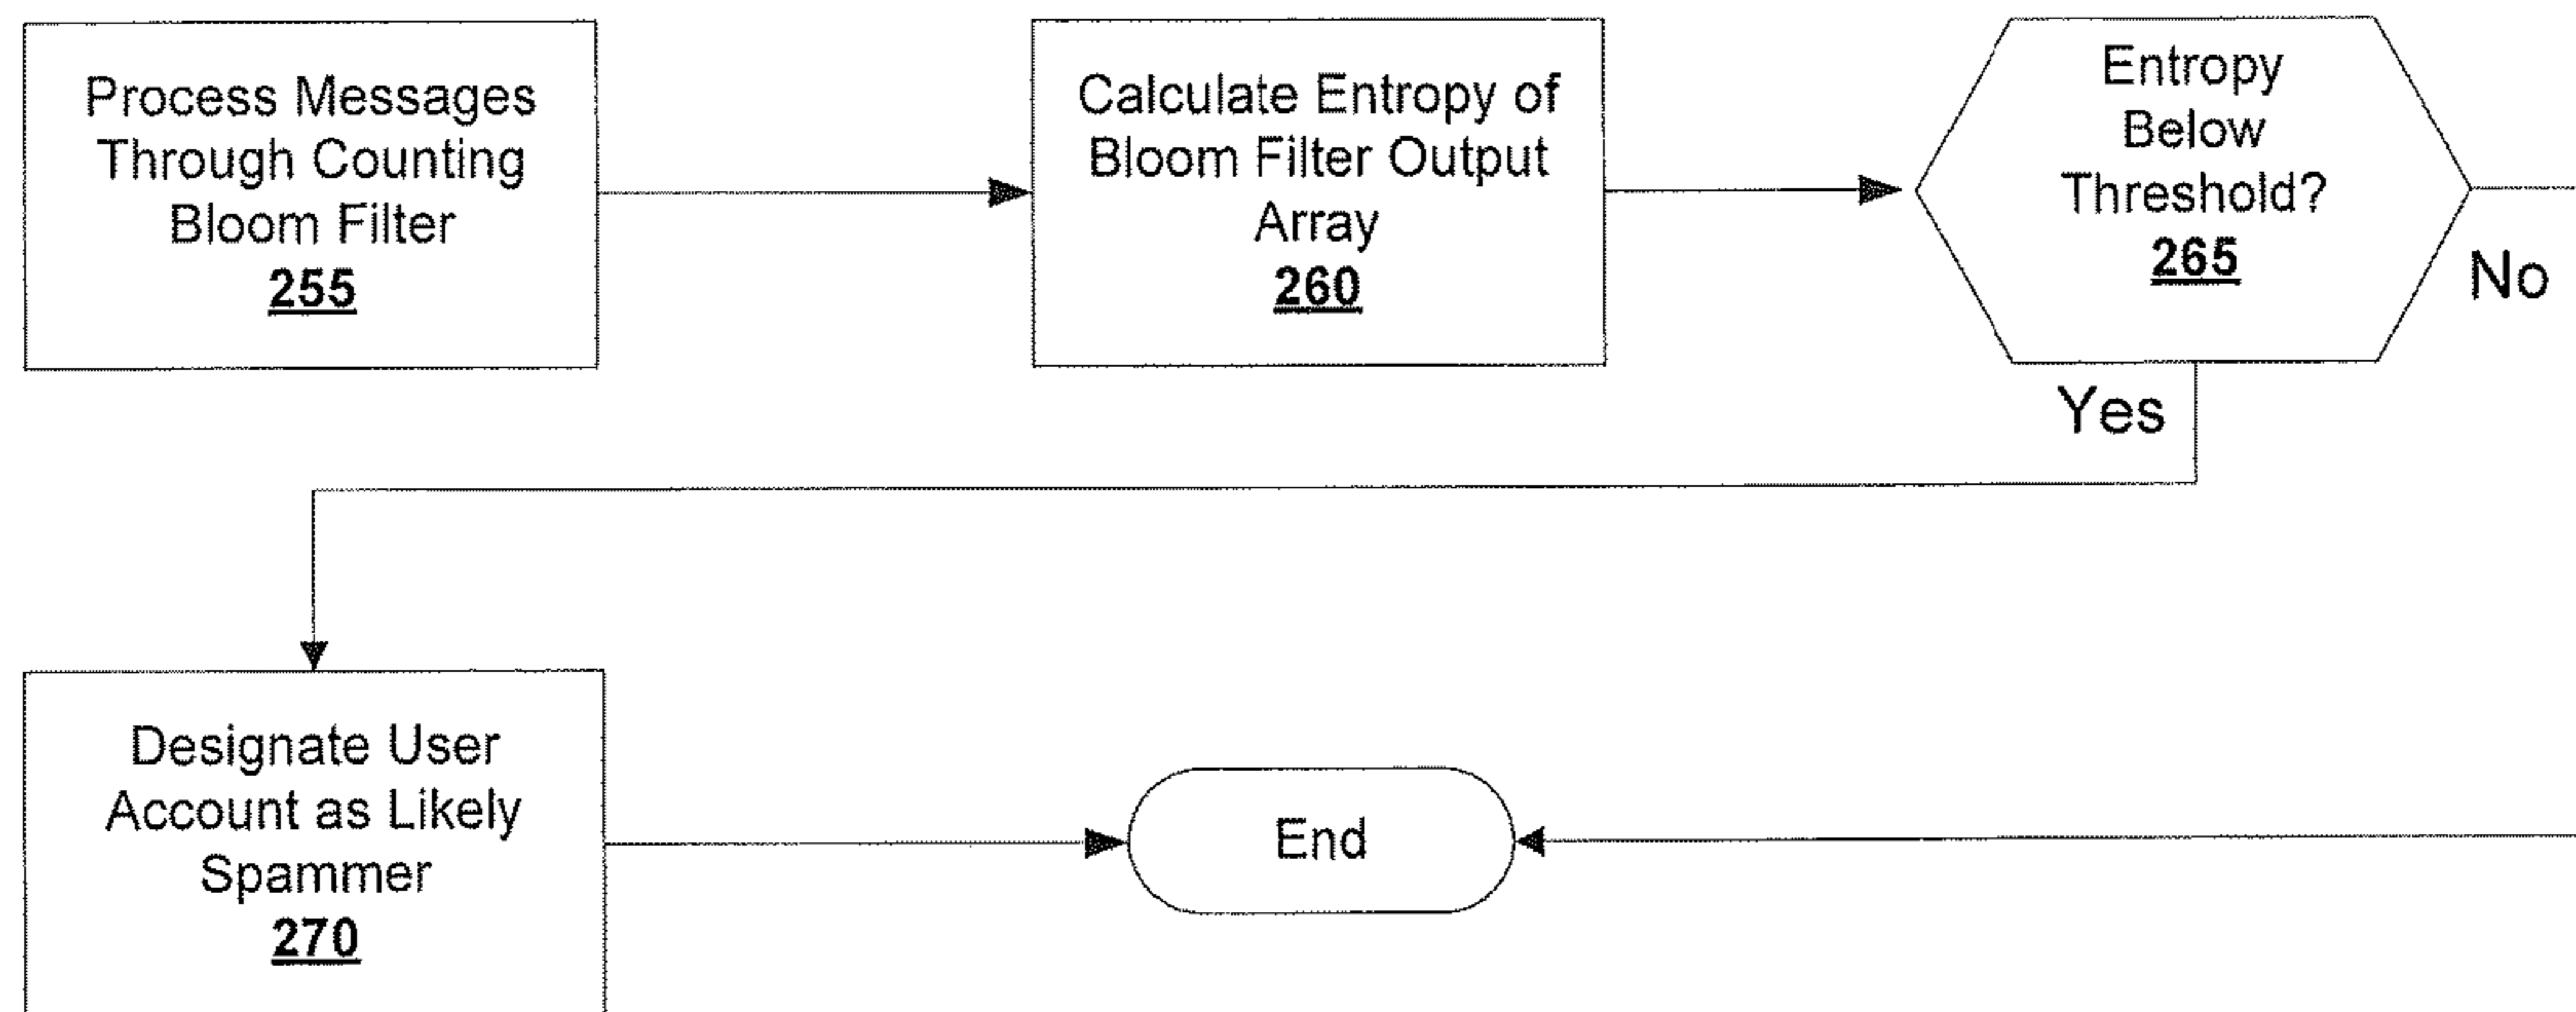 Process Messages
Through Counting
Bloom Filter
255
Calculate Entropy of
Bloom Filter Output
Array
260
Entropy
Below
Threshold?
265
No
Yes
Designate User
Account as Likely
Spammer
270
End